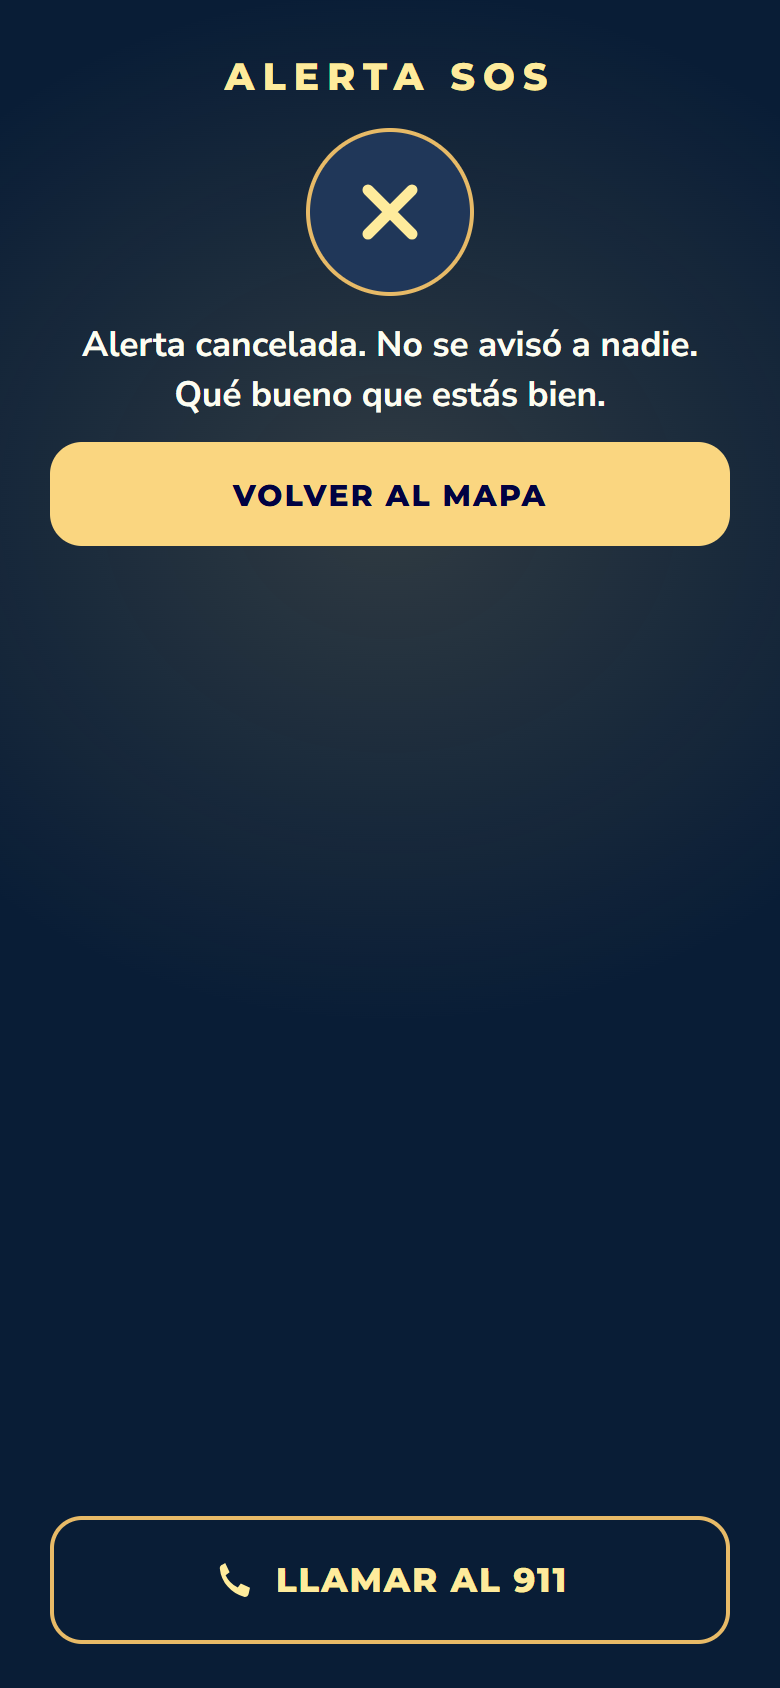 ALERTA SOS
Alerta cancelada. No se avisó a nadie.
Qué bueno que estás bien.
VOLVER AL MAPA
LLAMAR AL 911